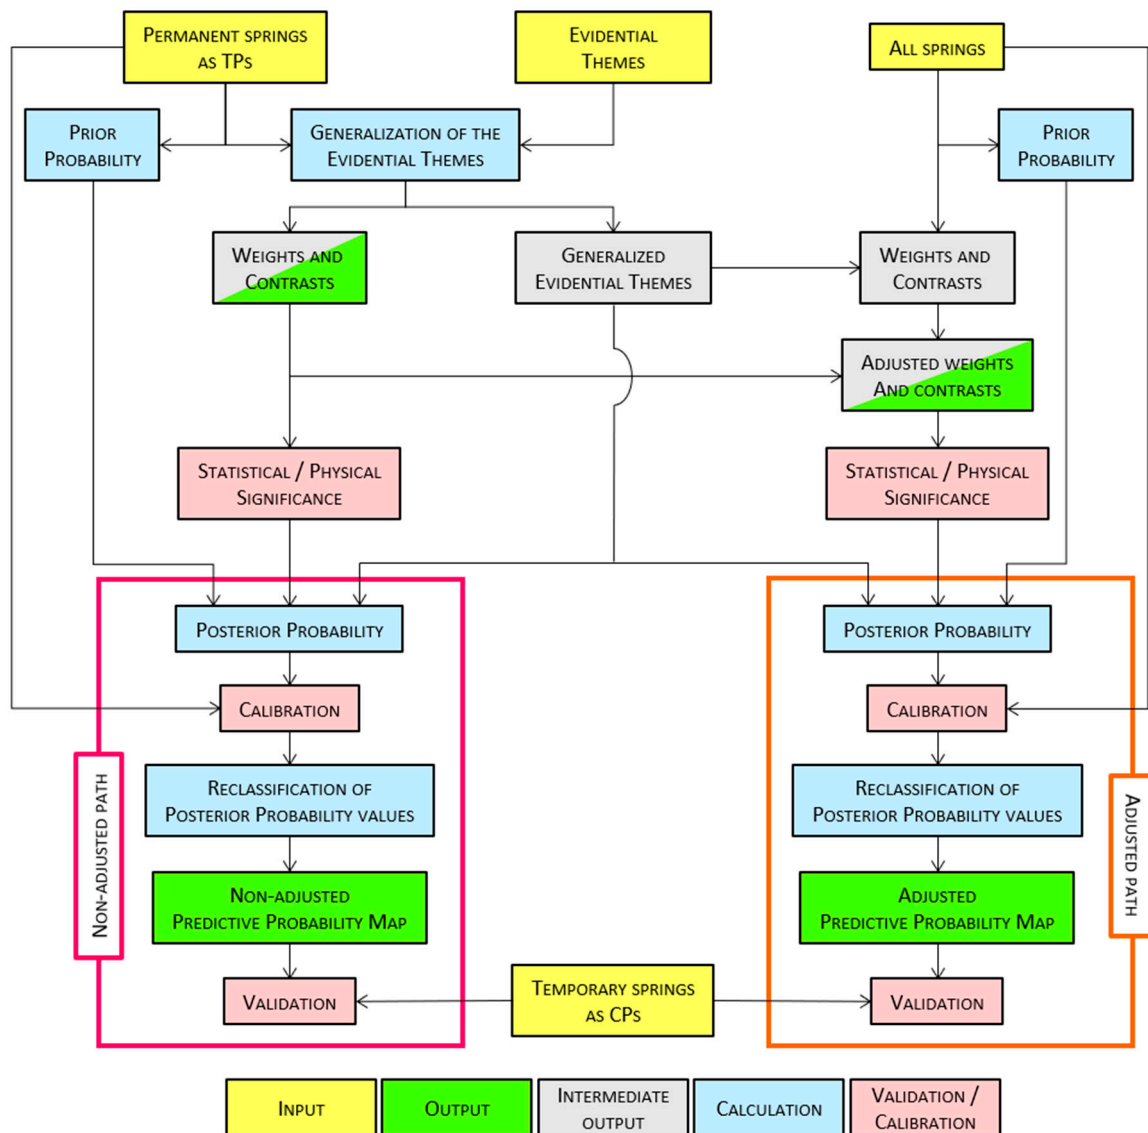 Permanent springs
as TPs
Evidential
Themes
All springs
Prior
Probability
Generalization of the
Evidential Themes
Prior
Probability
Weights and
Contrasts
Generalized
Evidential Themes
Weights and
Contrasts
Adjusted weights
And contrasts
Statistical / Physical
Significance
Statistical / Physical
Significance
Posterior Probability
Posterior Probability
Calibration
Calibration
Non-adjusted path
Reclassification of
Posterior Probability values
Reclassification of
Posterior Probability values
Adjusted path
Non-adjusted
Predictive Probability Map
Adjusted
Predictive Probability Map
Validation
Temporary springs
as CPs
Validation
Input
Output
Intermediate
output
Calculation
Validation /
Calibration